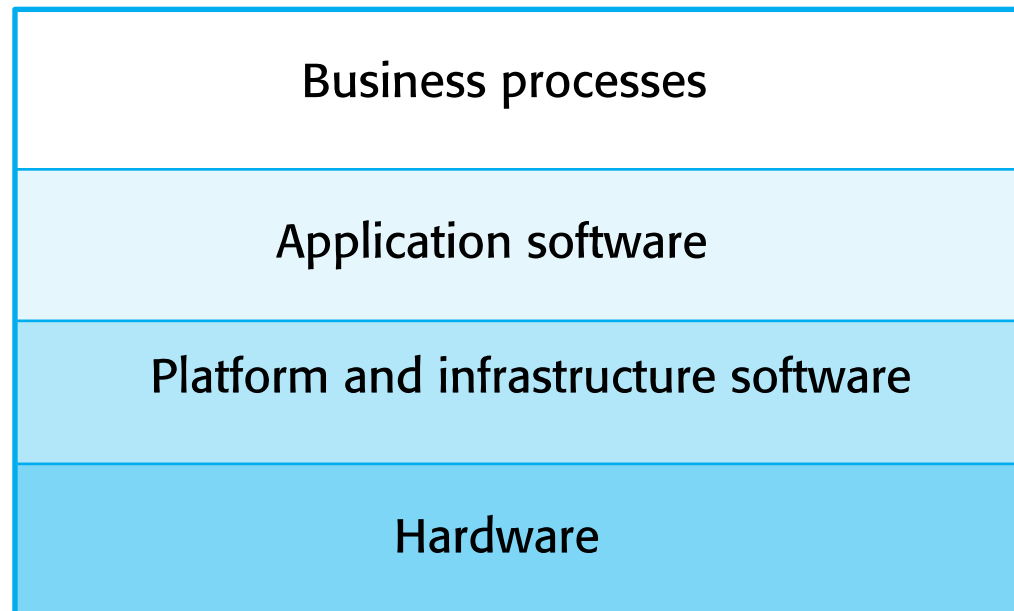 Business processes
Application software
Platform and infrastructure software
Hardware